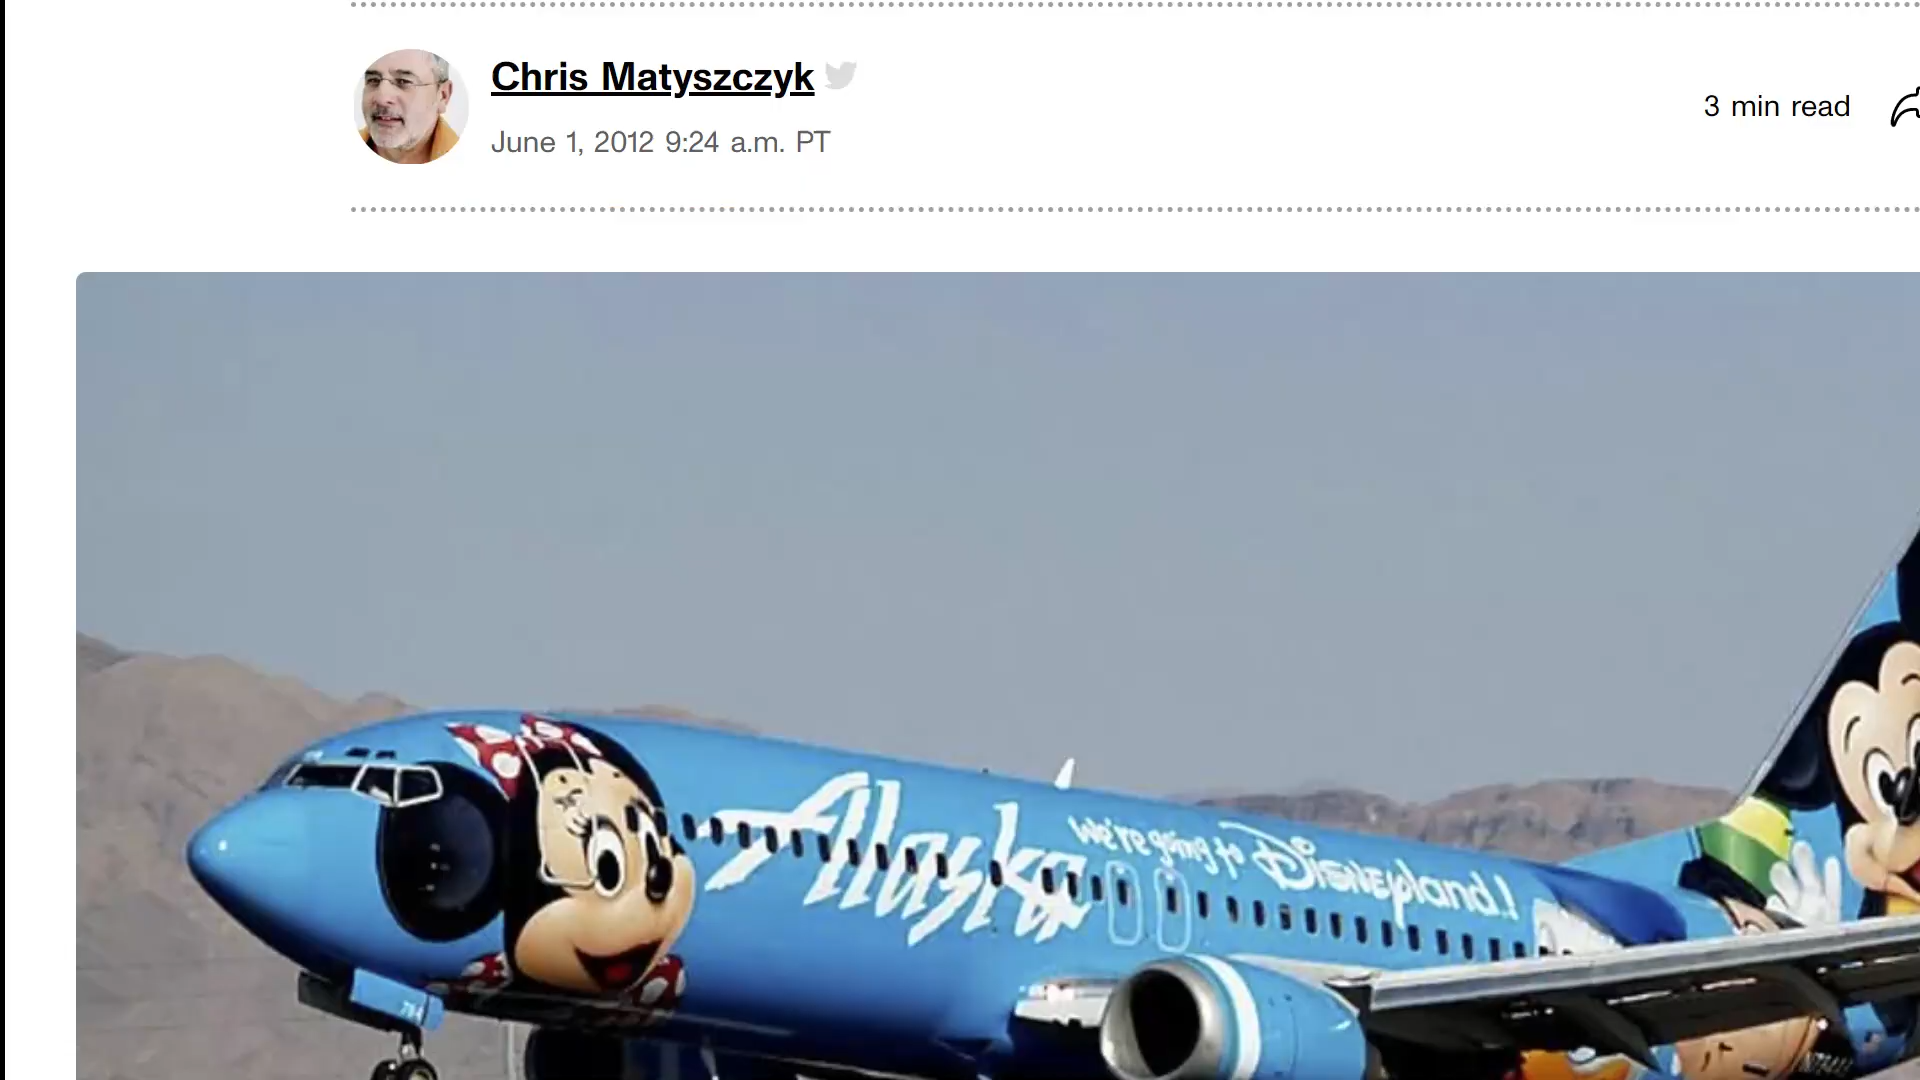 Chris Matyszczyk
June 1, 2012 9:24 a.m. PT
3 min read
Alaska
We're going to Disneyland!